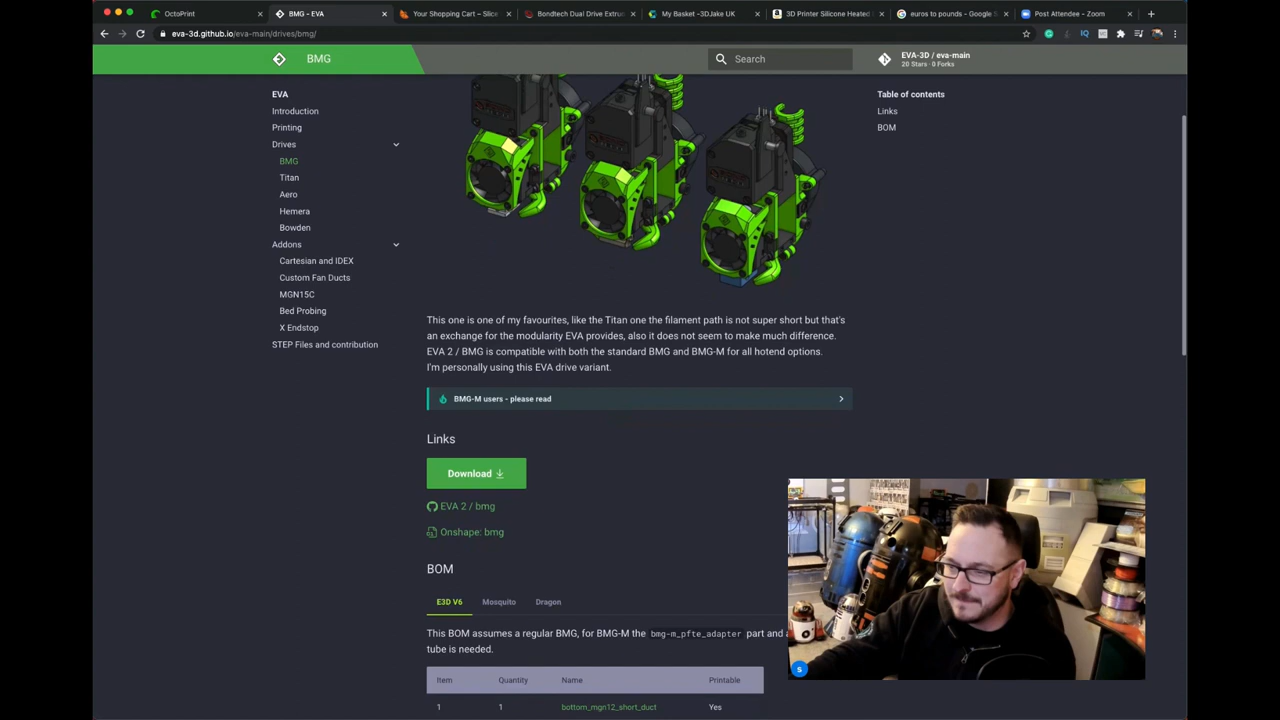 OctoPrint
BMG - EVA
Your Shopping Cart – Slice
Bondtech Dual Drive Extrus
My Basket -3DJake UK
3D Printer Silicone Heated
euros to pounds - Google S
Post Attendee - Zoom
eva-3d.github.io/eva-main/drives/bmg/
BMG
Search
EVA-3D / eva-main
20 Stars · 0 Forks
EVA
Introduction
Printing
Drives
BMG
Titan
Aero
Hemera
Bowden
Addons
Cartesian and IDEX
Custom Fan Ducts
MGN15C
Bed Probing
X Endstop
STEP Files and contribution
Table of contents
Links
BOM
This one is one of my favourites, like the Titan one the filament path is not super short but that's
an exchange for the modularity EVA provides, also it does not seem to make much difference.
EVA 2 / BMG is compatible with both the standard BMG and BMG-M for all hotend options.
I'm personally using this EVA drive variant.
BMG-M users - please read
Links
Download
EVA 2 / bmg
Onshape: bmg
BOM
E3D V6 Mosquito Dragon
This BOM assumes a regular BMG, for BMG-M the bmg-m_pfte_adapter part and a
tube is needed.
Item Quantity Name Printable
1 1 bottom_mgn12_short_duct Yes
s